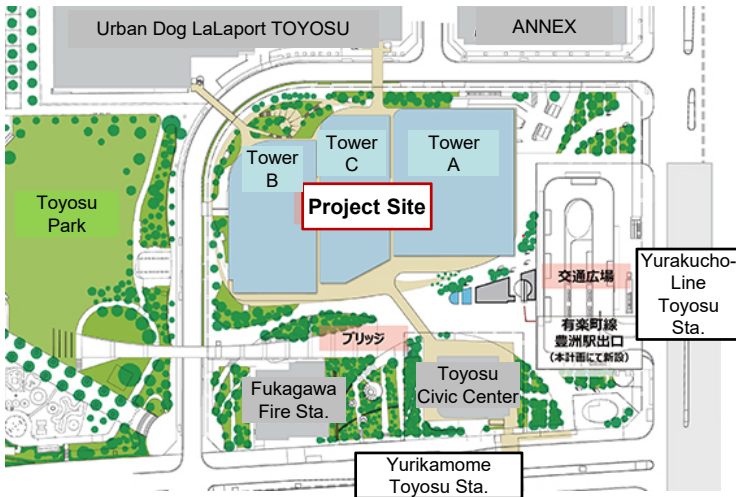 Urban Dog LaLaport TOYOSU
ANNEX
Tower
B
Tower
C
Tower
A
Project Site
Toyosu
Park
交通広場
Yurakucho-
Line
Toyosu
Sta.
有楽町線
豊洲駅出口
(本計画にて新設)
ブリッジ
Fukagawa
Fire Sta.
Toyosu
Civic Center
Yurikamome
Toyosu Sta.